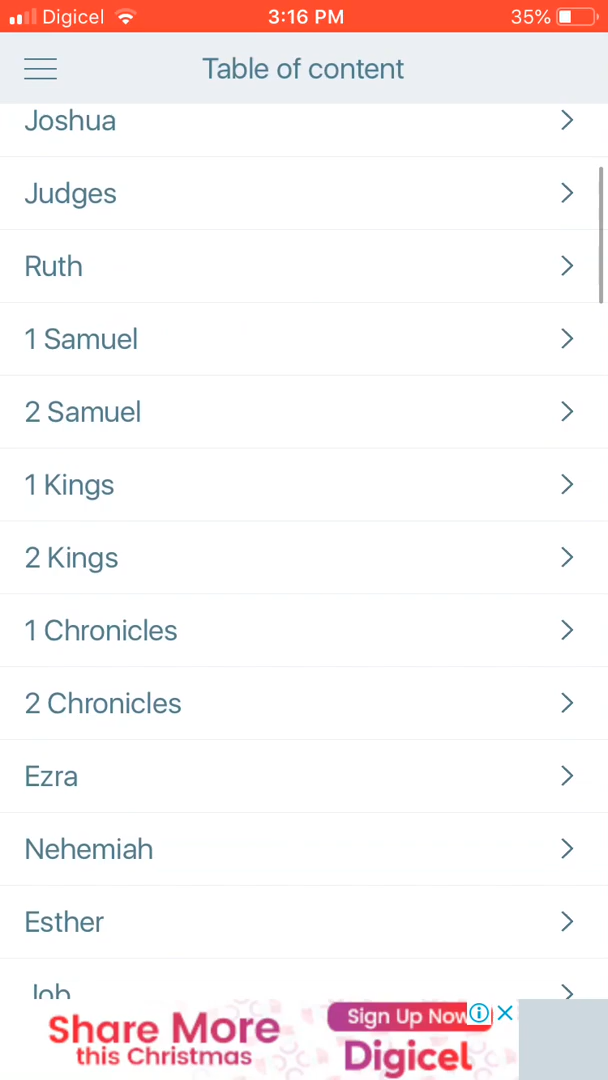 Digicel 3:16 PM 35%
Table of content
Joshua
Judges
Ruth
1 Samuel
2 Samuel
1 Kings
2 Kings
1 Chronicles
2 Chronicles
Ezra
Nehemiah
Esther
Job
Share More
this Christmas
Sign Up Now
Digicel